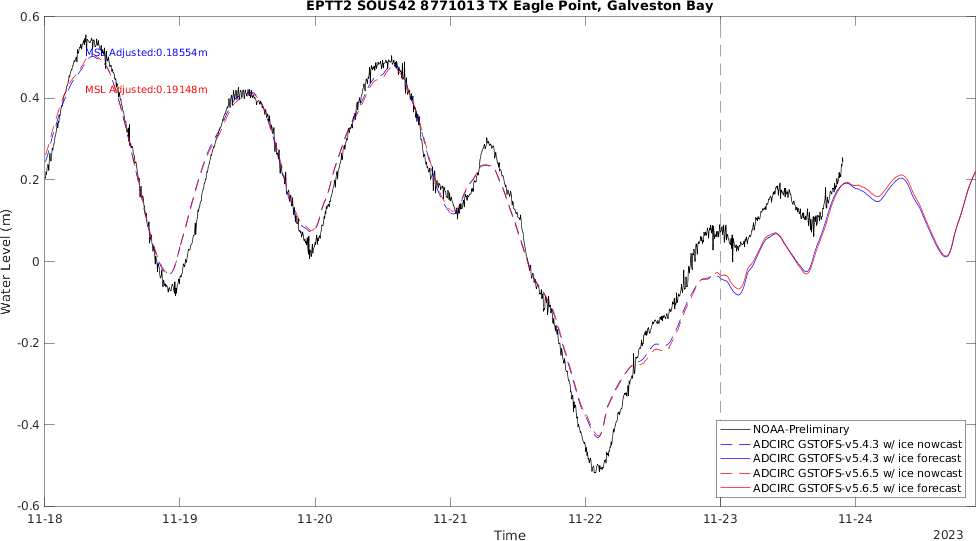 EPTT2 SOUS42 8771013 TX Eagle Point, Galveston Bay
0.6
MSL Adjusted:0.18554m
MSL Adjusted:0.19148m
0.4
0.2
0
-0.2
-0.4
-0.6
Water Level (m)
NOAA-Preliminary
ADCIRC GSTOFS-v5.4.3 w/ ice nowcast
ADCIRC GSTOFS-v5.4.3 w/ ice forecast
ADCIRC GSTOFS-v5.6.5 w/ ice nowcast
ADCIRC GSTOFS-v5.6.5 w/ ice forecast
11-18 11-19 11-20 11-21 11-22 11-23 11-24
Time
2023